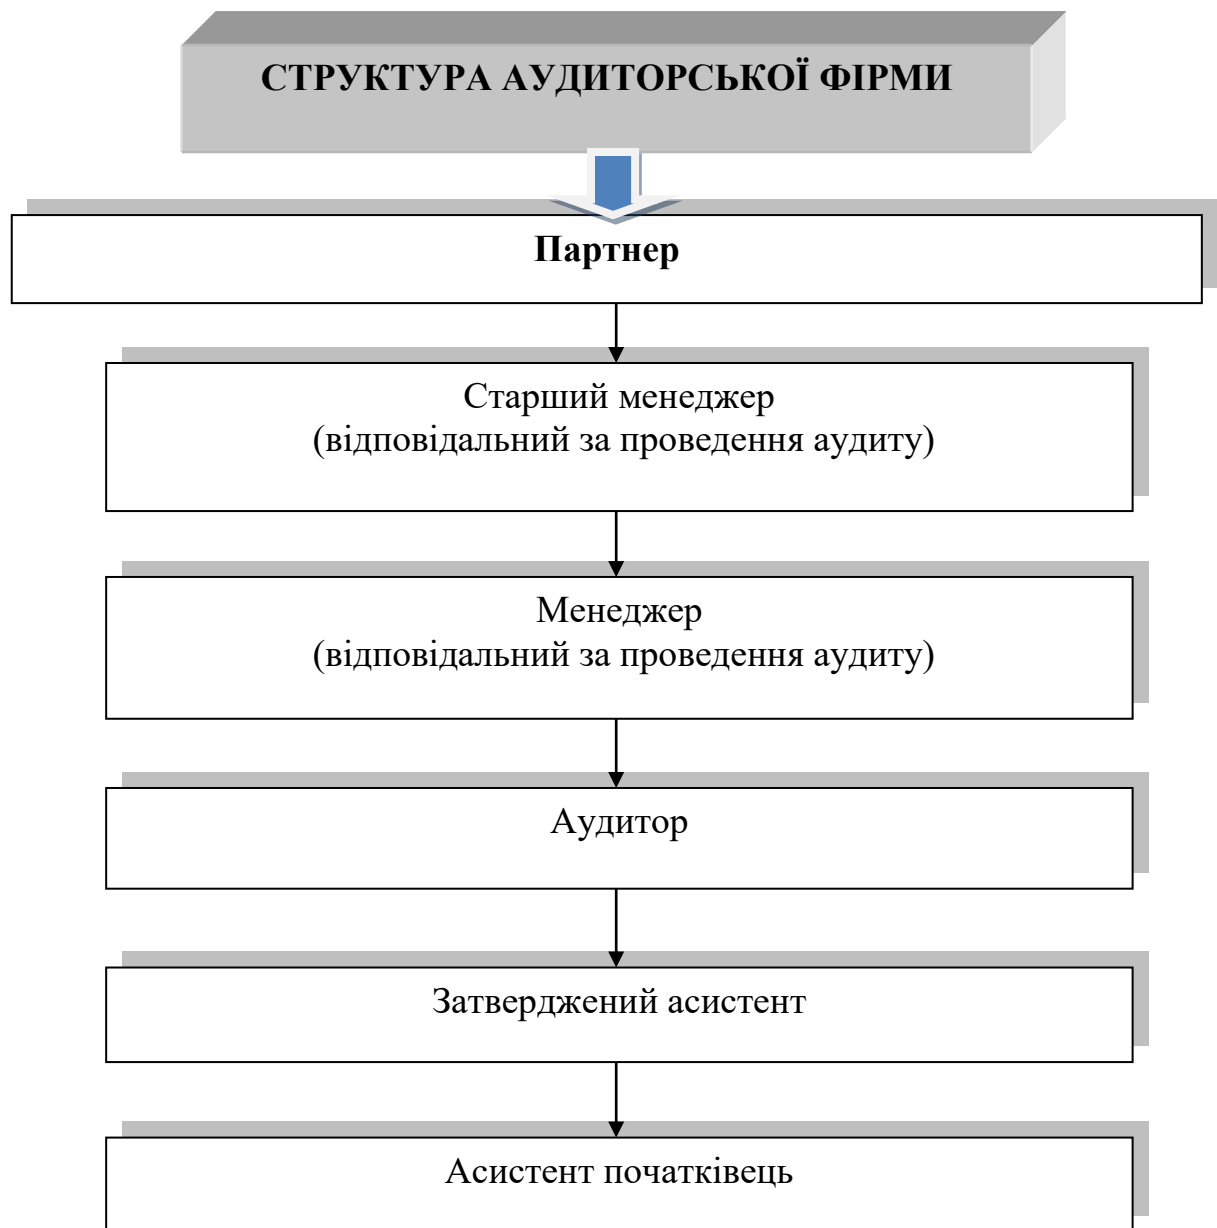 СТРУКТУРА АУДИТОРСЬКОЇ ФІРМИ
Партнер
Старший менеджер
(відповідальний за проведення аудиту)
Менеджер
(відповідальний за проведення аудиту)
Аудитор
Затверджений асистент
Асистент початківець